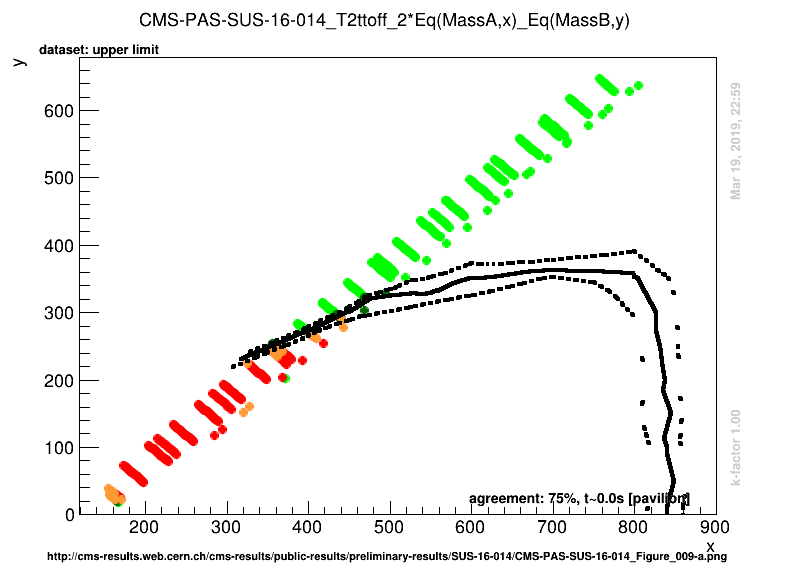 CMS-PAS-SUS-16-014_T2ttoff_2*Eq(MassA,x)_Eq(MassB,y)
dataset: upper limit
y
600
500
400
300
200
100
0
200
300
400
500
600
700
800
900
x
agreement: 75%, t~0.0s [pavilion]
Mar 19, 2019, 22:59
k-factor 1.00
http://cms-results.web.cern.ch/cms-results/public-results/preliminary-results/SUS-16-014/CMS-PAS-SUS-16-014_Figure_009-a.png